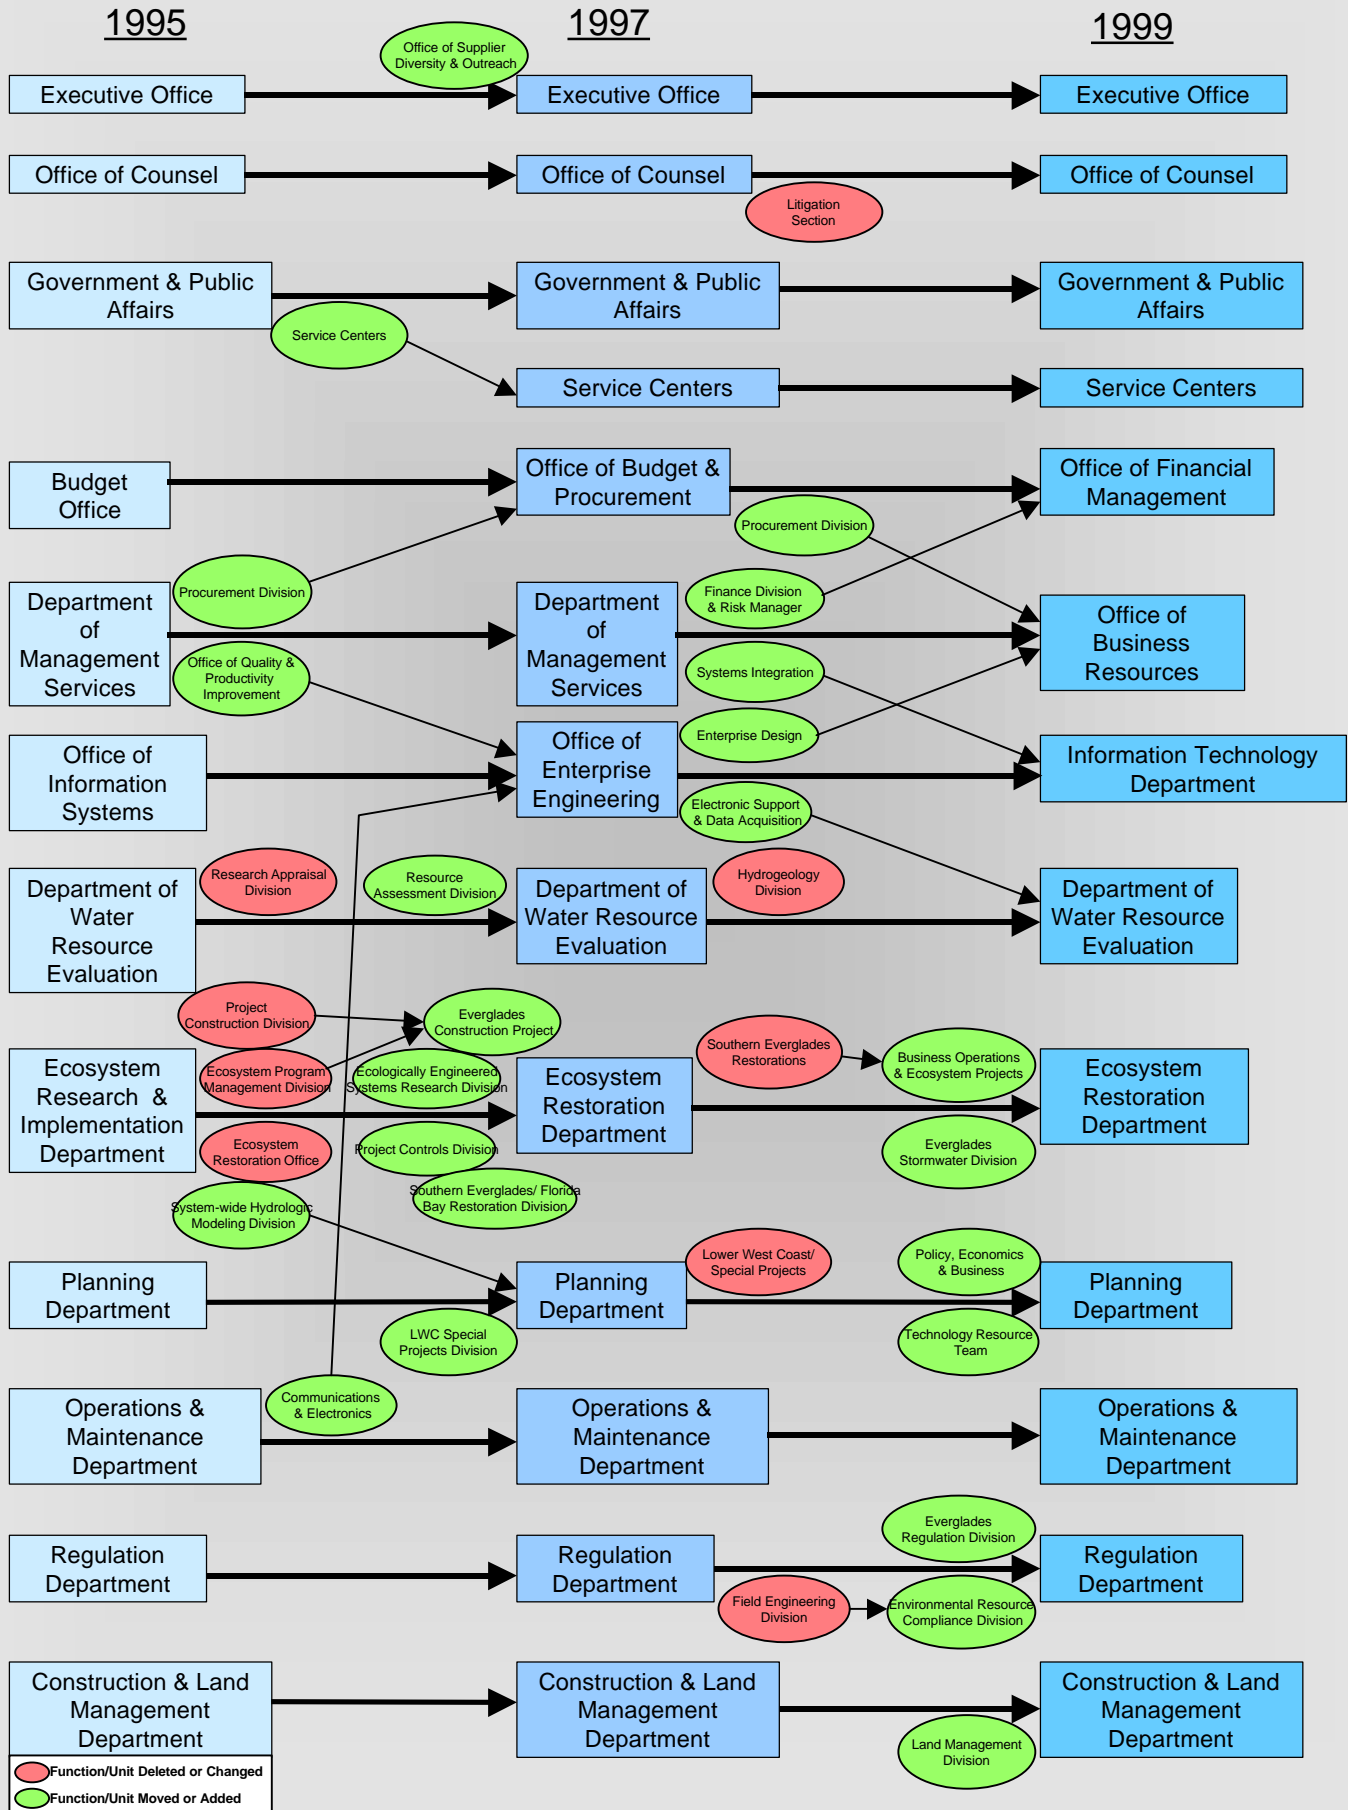 1995
1997
1999
Office of Supplier
Diversity & Outreach
Executive Office
Executive Office
Executive Office
Office of Counsel
Office of Counsel
Office of Counsel
Litigation
Section
Government & Public
Affairs
Government & Public
Affairs
Government & Public
Affairs
Service Centers
Service Centers
Service Centers
Budget
Office
Office of Budget &
Procurement
Office of Financial
Management
Procurement Division
Procurement Division
Department
of
Management
Services
Department
of
Management
Services
Finance Division
& Risk Manager
Office of
Business
Resources
Office of Quality &
Productivity
Improvement
Systems Integration
Enterprise Design
Office of
Information
Systems
Office of
Enterprise
Engineering
Information Technology
Department
Electronic Support
& Data Acquisition
Department of
Water
Resource
Evaluation
Research Appraisal
Division
Resource
Assessment Division
Department of
Water Resource
Evaluation
Hydrogeology
Division
Department of
Water Resource
Evaluation
Project
Construction Division
Everglades
Construction Project
Southern Everglades
Restorations
Business Operations
& Ecosystem Projects
Ecosystem
Research &
Implementation
Department
Ecosystem Program
Management Division
Ecologically Engineered
Systems Research Division
Ecosystem
Restoration
Department
Ecosystem
Restoration
Department
Ecosystem
Restoration Office
Project Controls Division
Everglades
Stormwater Division
System-wide Hydrologic
Modeling Division
Southern Everglades/ Florida
Bay Restoration Division
Planning
Department
Planning
Department
Lower West Coast/
Special Projects
Policy, Economics
& Business
Planning
Department
LWC Special
Projects Division
Technology Resource
Team
Operations &
Maintenance
Department
Communications
& Electronics
Operations &
Maintenance
Department
Operations &
Maintenance
Department
Everglades
Regulation Division
Regulation
Department
Regulation
Department
Regulation
Department
Field Engineering
Division
Environmental Resource
Compliance Division
Construction & Land
Management
Department
Construction & Land
Management
Department
Construction & Land
Management
Department
Land Management
Division
Function/Unit Deleted or Changed
Function/Unit Moved or Added